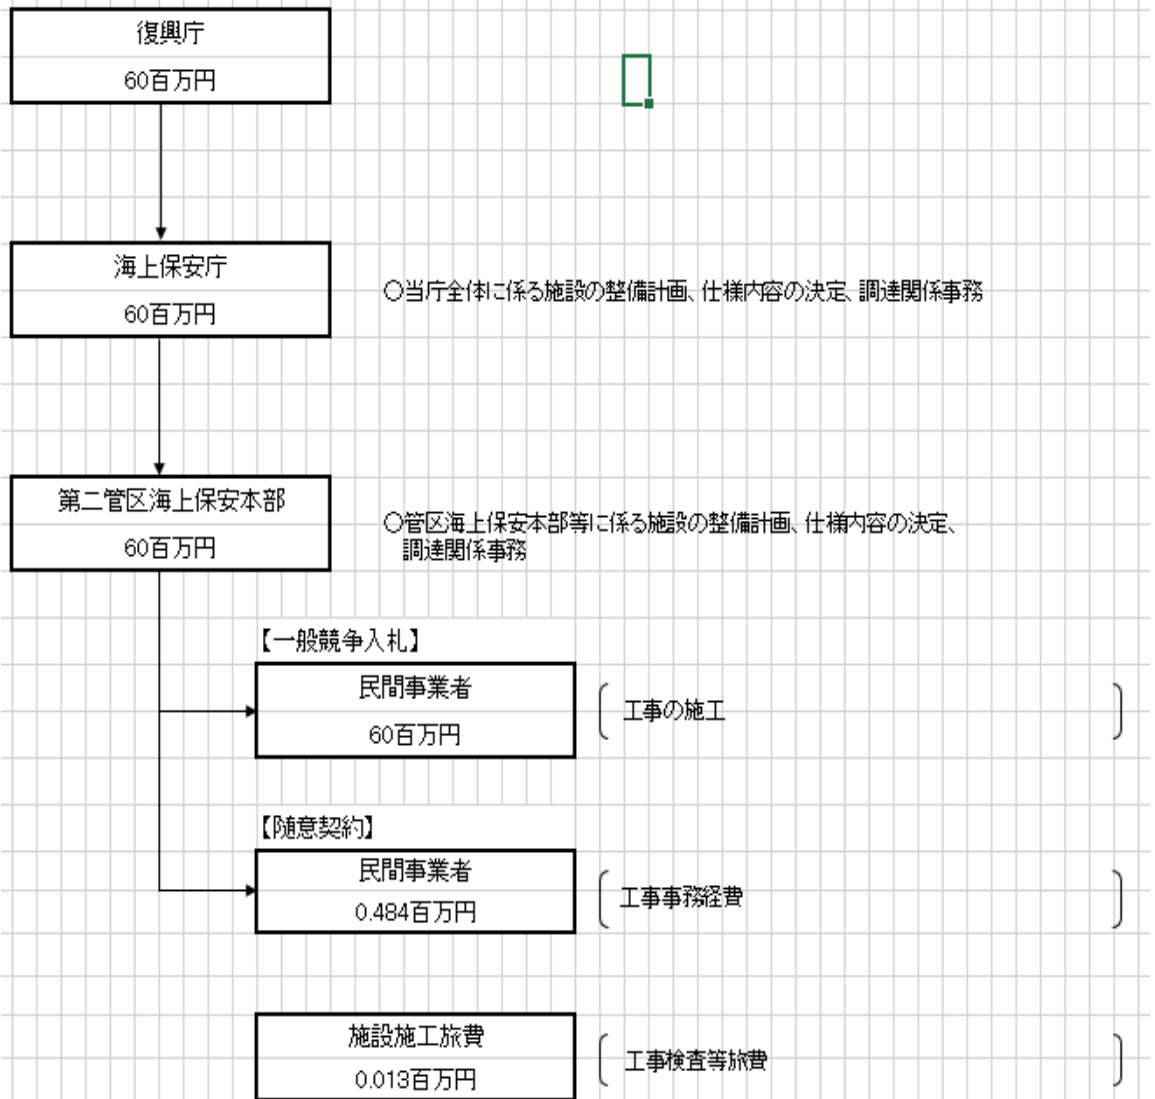 復興庁
60百万円
海上保安庁
60百万円
○当庁全体に係る施設の整備計画、仕様内容の決定、調達関係事務
第二管区海上保安本部
60百万円
○管区海上保安本部等に係る施設の整備計画、仕様内容の決定、
調達関係事務
【一般競争入札】
民間事業者
60百万円
工事の施工
【随意契約】
民間事業者
0.484百万円
工事事務経費
施設施工旅費
0.013百万円
工事検査等旅費